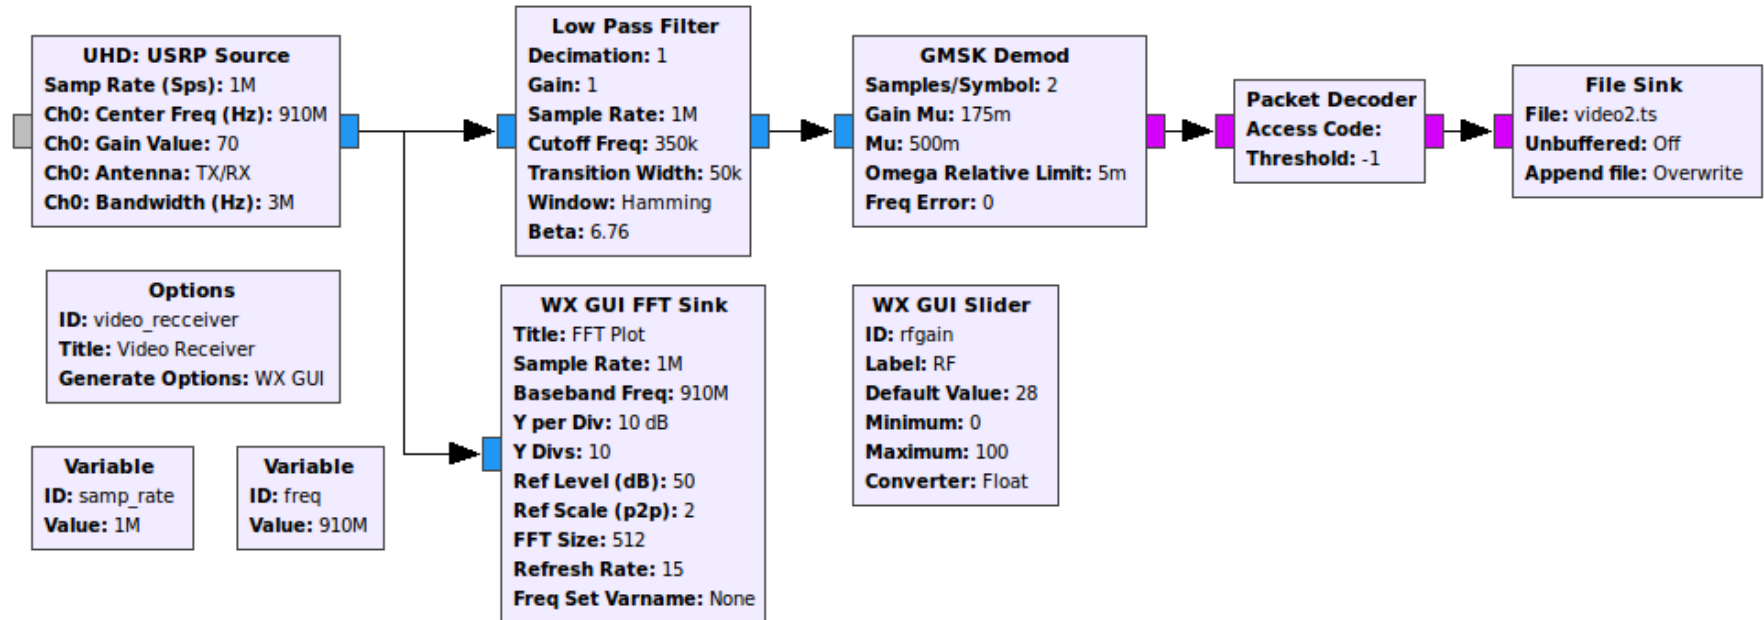 UHD: USRP Source
Samp Rate (Sps): 1M
Ch0: Center Freq (Hz): 910M
Ch0: Gain Value: 70
Ch0: Antenna: TX/RX
Ch0: Bandwidth (Hz): 3M
Low Pass Filter
Decimation: 1
Gain: 1
Sample Rate: 1M
Cutoff Freq: 350k
Transition Width: 50k
Window: Hamming
Beta: 6.76
GMSK Demod
Samples/Symbol: 2
Gain Mu: 175m
Mu: 500m
Omega Relative Limit: 5m
Freq Error: 0
Packet Decoder
Access Code:
Threshold: -1
File Sink
File: video2.ts
Unbuffered: Off
Append file: Overwrite
Options
ID: video_recceiver
Title: Video Receiver
Generate Options: WX GUI
WX GUI FFT Sink
Title: FFT Plot
Sample Rate: 1M
Baseband Freq: 910M
Y per Div: 10 dB
Y Divs: 10
Ref Level (dB): 50
Ref Scale (p2p): 2
FFT Size: 512
Refresh Rate: 15
Freq Set Varname: None
WX GUI Slider
ID: rfgain
Label: RF
Default Value: 28
Minimum: 0
Maximum: 100
Converter: Float
Variable
ID: samp_rate
Value: 1M
Variable
ID: freq
Value: 910M